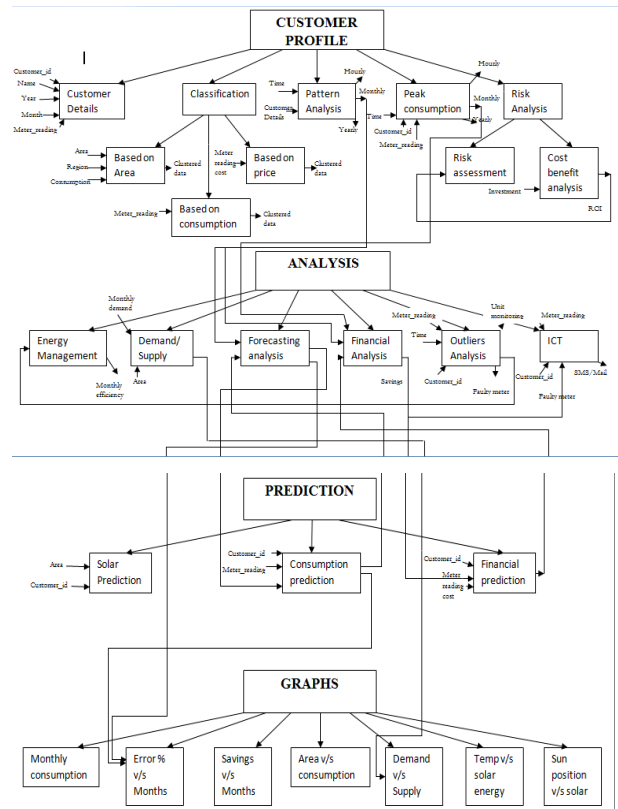 CUSTOMER
PROFILE
Customer_id
Name
Year
Month
Meter_reading
Customer
Details
Classification
Time
Customer_
Details
Pattern
Analysis
Hourly
Monthly
Yearly
Peak
consumption
Time
Customer_id
Meter_reading
Hourly
Monthly
Yearly
Risk
Analysis
Area
Region
Consumption
Based on
Area
Clustered
data
Meter
reading
cost
Based on
price
Clustered
data
Meter_reading
Based on
consumption
Clustered
data
Risk
assessment
Investment
Cost
benefit
analysis
ROI
ANALYSIS
Energy
Management
Monthly
efficiency
Monthly
demand
Demand/
Supply
Area
Forecasting
analysis
Financial
Analysis
Savings
Meter_reading
Time
Outliers
Analysis
Customer_id
Unit
monitoring
Faulty meter
Meter_reading
ICT
Customer_id
Faulty meter
SMS/Mail
PREDICTION
Area
Customer_id
Solar
Prediction
Customer_id
Meter_reading
Consumption
prediction
Customer_id
Meter
reading
cost
Financial
prediction
GRAPHS
Monthly
consumption
Error %
v/s
Months
Savings
v/s
Months
Area v/s
consumption
Demand
v/s
Supply
Temp v/s
solar
energy
Sun
position
v/s solar